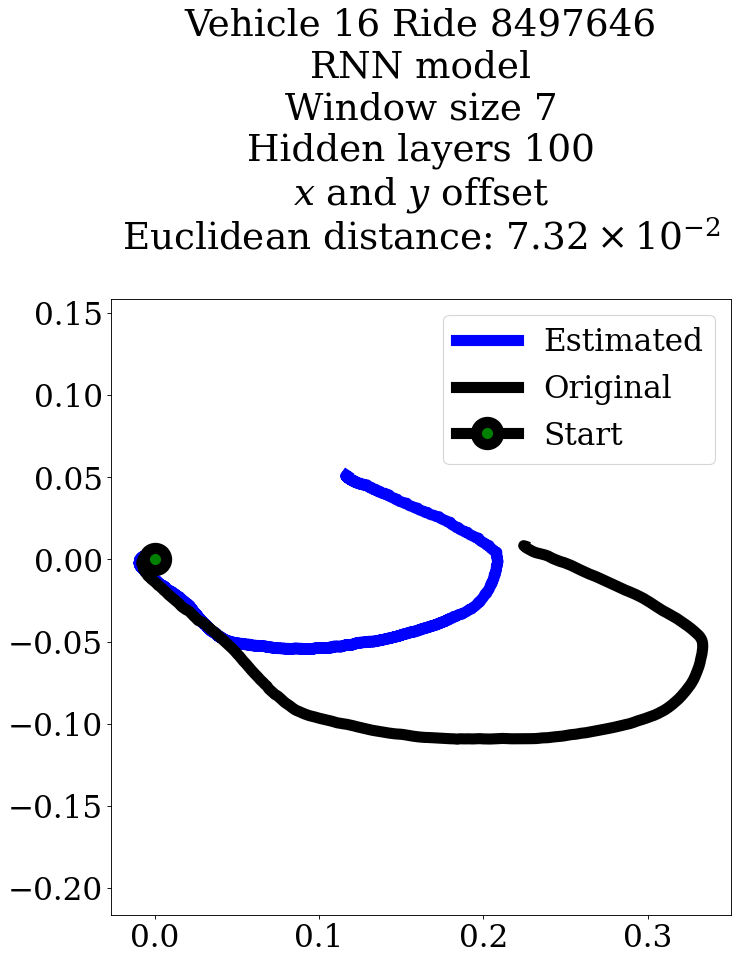 Vehicle 16 Ride 8497646
RNN model
Window size 7
Hidden layers 100
x and y offset
Euclidean distance: 7.32 × 10⁻²
Estimated
Original
Start
0.15
0.10
0.05
0.00
−0.05
−0.10
−0.15
−0.20
0.0 0.1 0.2 0.3